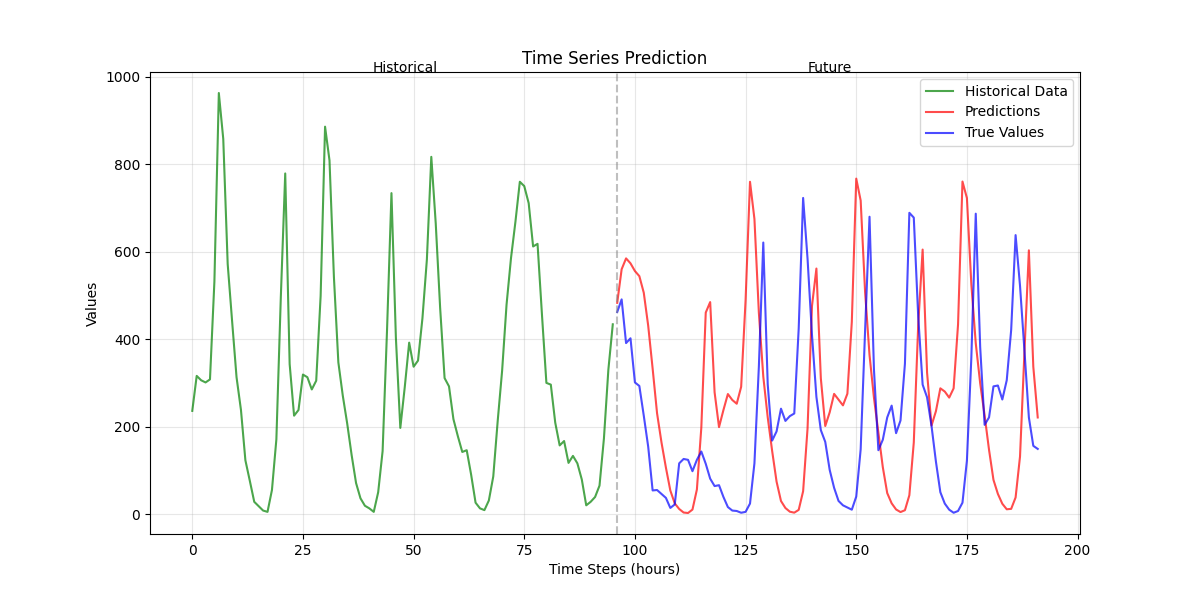 Time Series Prediction
Historical
Future
Historical Data
Predictions
True Values
Values
1000
800
600
400
200
0
0 25 50 75 100 125 150 175 200
Time Steps (hours)